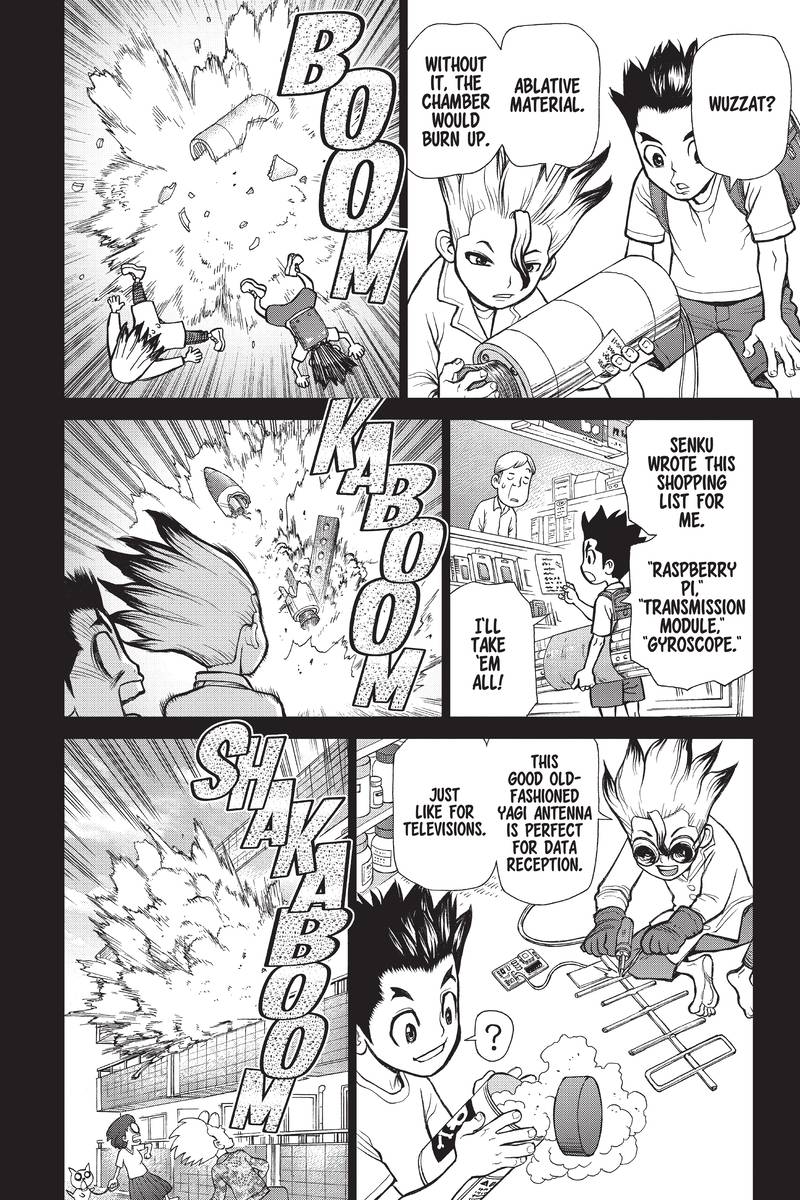 WUZZAT?
ABLATIVE
MATERIAL.
WITHOUT
IT, THE
CHAMBER
WOULD
BURN UP.
BOOM
SENKU
WROTE THIS
SHOPPING
LIST FOR
ME.
"RASPBERRY
PI,"
"TRANSMISSION
MODULE,"
"GYROSCOPE."
I'LL
TAKE
'EM
ALL!
KABOOM
THIS
GOOD OLD-
FASHIONED
YAGI ANTENNA
IS PERFECT
FOR DATA
RECEPTION.
JUST
LIKE FOR
TELEVISIONS.
?
SHAKABOOM